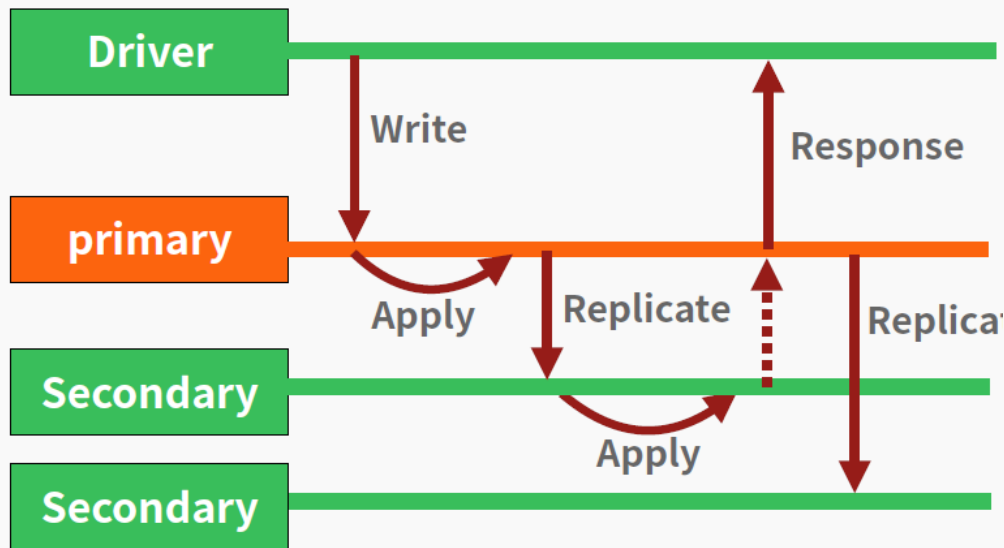 Driver
Write
Response
primary
Apply
Replicate
Secondary
Apply
Secondary